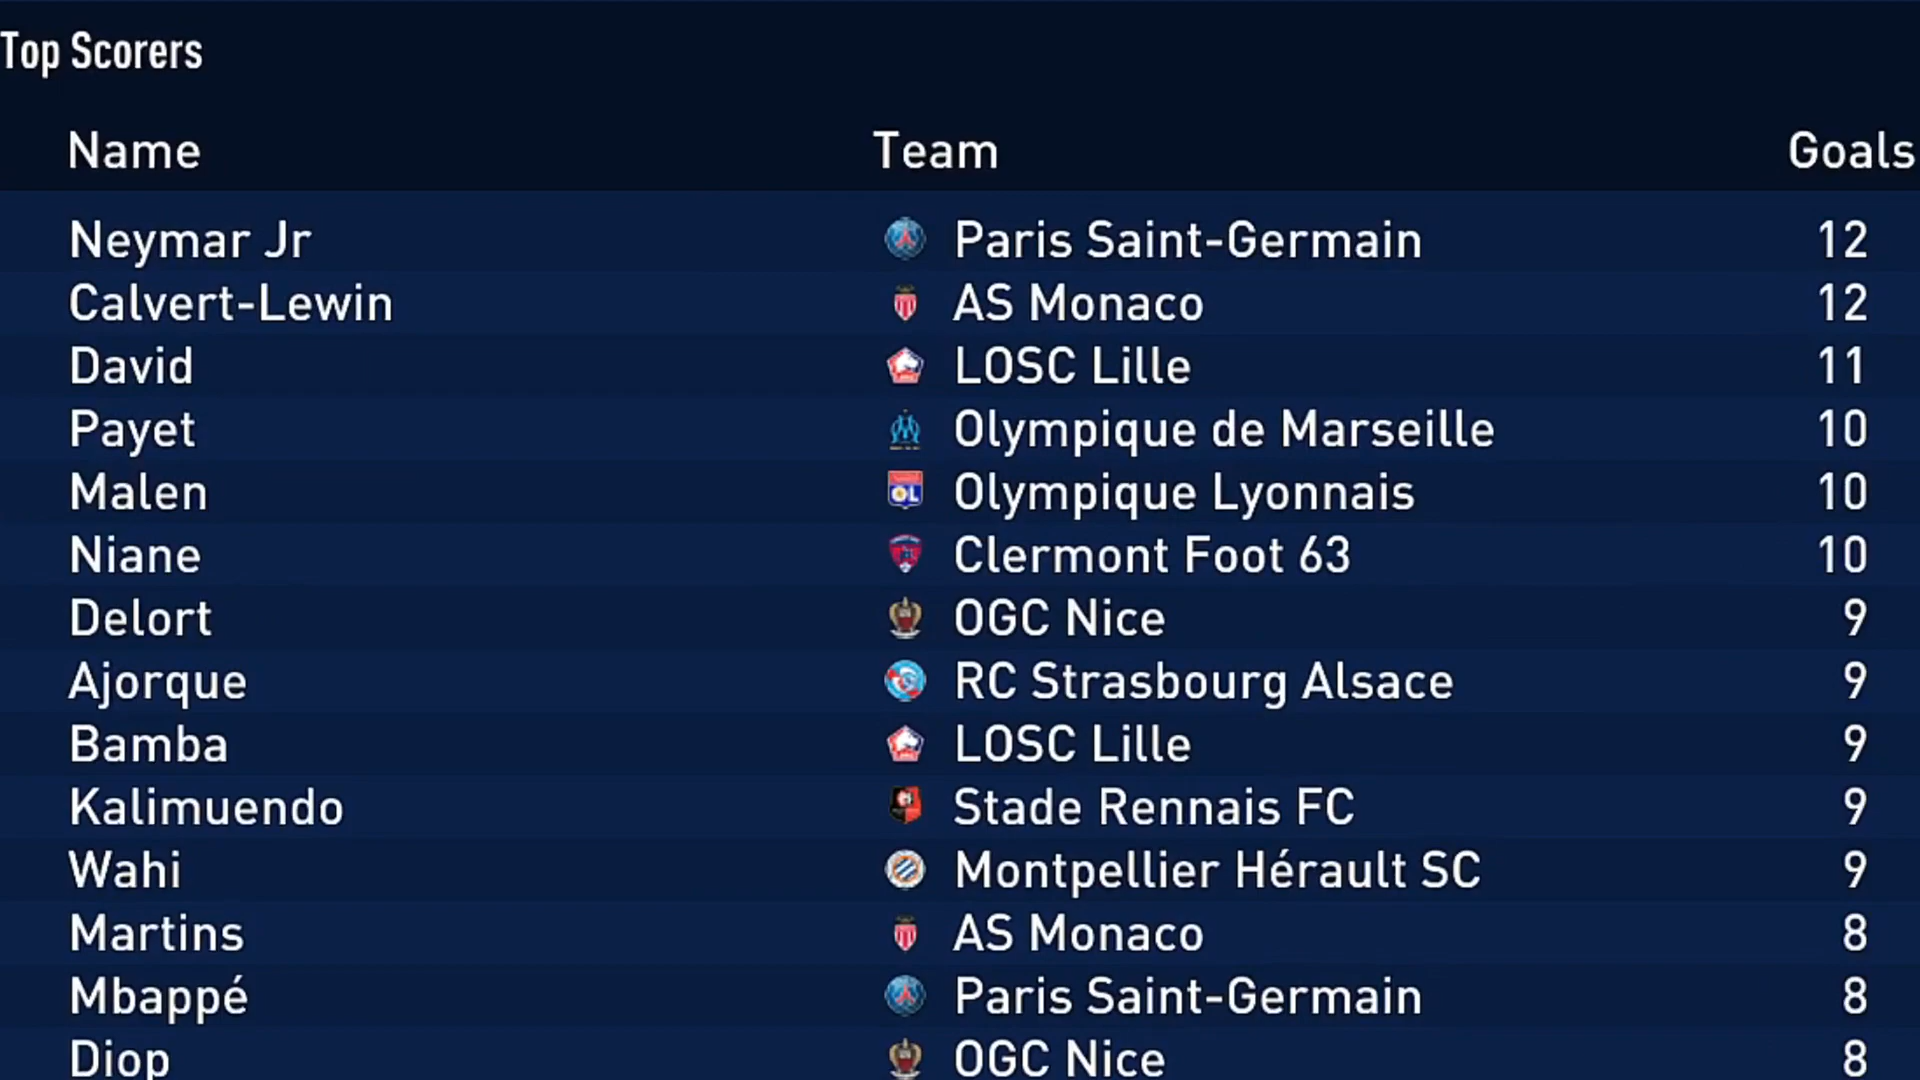 Top Scorers
Name Team Goals
Neymar Jr Paris Saint-Germain 12
Calvert-Lewin AS Monaco 12
David LOSC Lille 11
Payet Olympique de Marseille 10
Malen Olympique Lyonnais 10
Niane Clermont Foot 63 10
Delort OGC Nice 9
Ajorque RC Strasbourg Alsace 9
Bamba LOSC Lille 9
Kalimuendo Stade Rennais FC 9
Wahi Montpellier Hérault SC 9
Martins AS Monaco 8
Mbappé Paris Saint-Germain 8
Diop OGC Nice 8